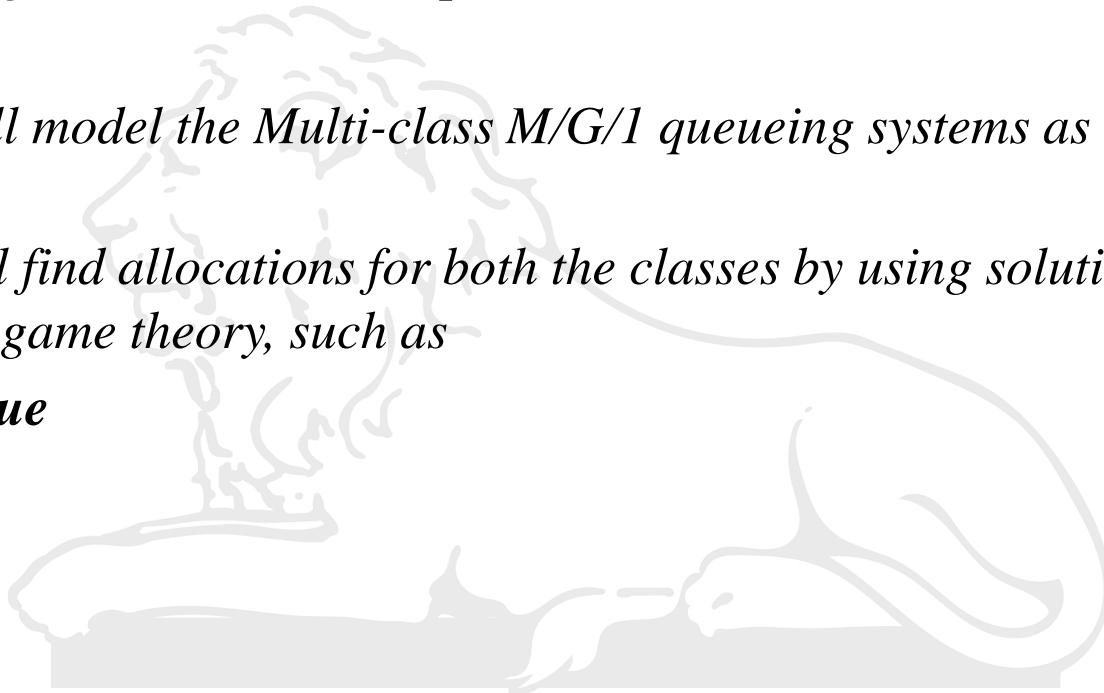 ll model the Multi-class M/G/1 queueing systems as
l find allocations for both the classes by using soluti
game theory, such as
ue